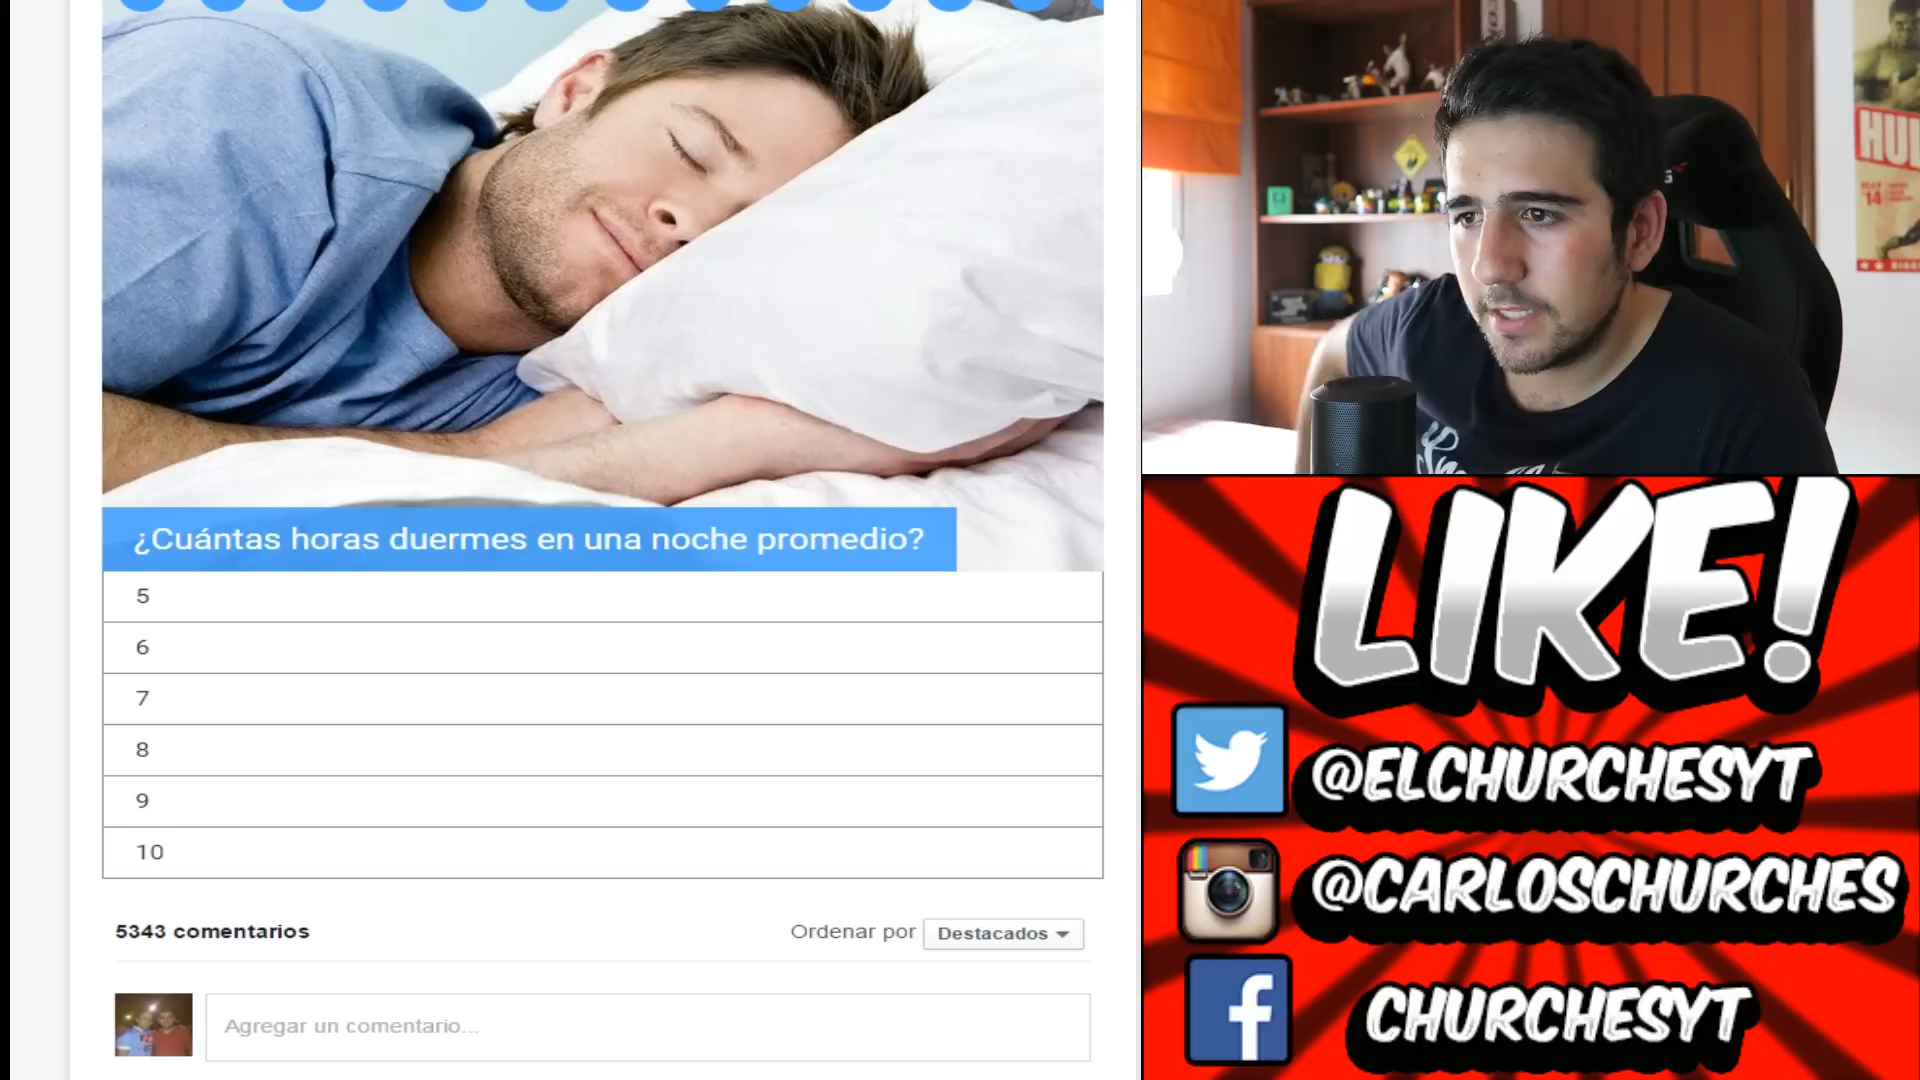 ¿Cuántas horas duermes en una noche promedio?
5
6
7
8
9
10
5343 comentarios
Ordenar por Destacados
Agregar un comentario...
LIKE!
@ELCHURCHESYT
@CARLOSCHURCHES
CHURCHESYT